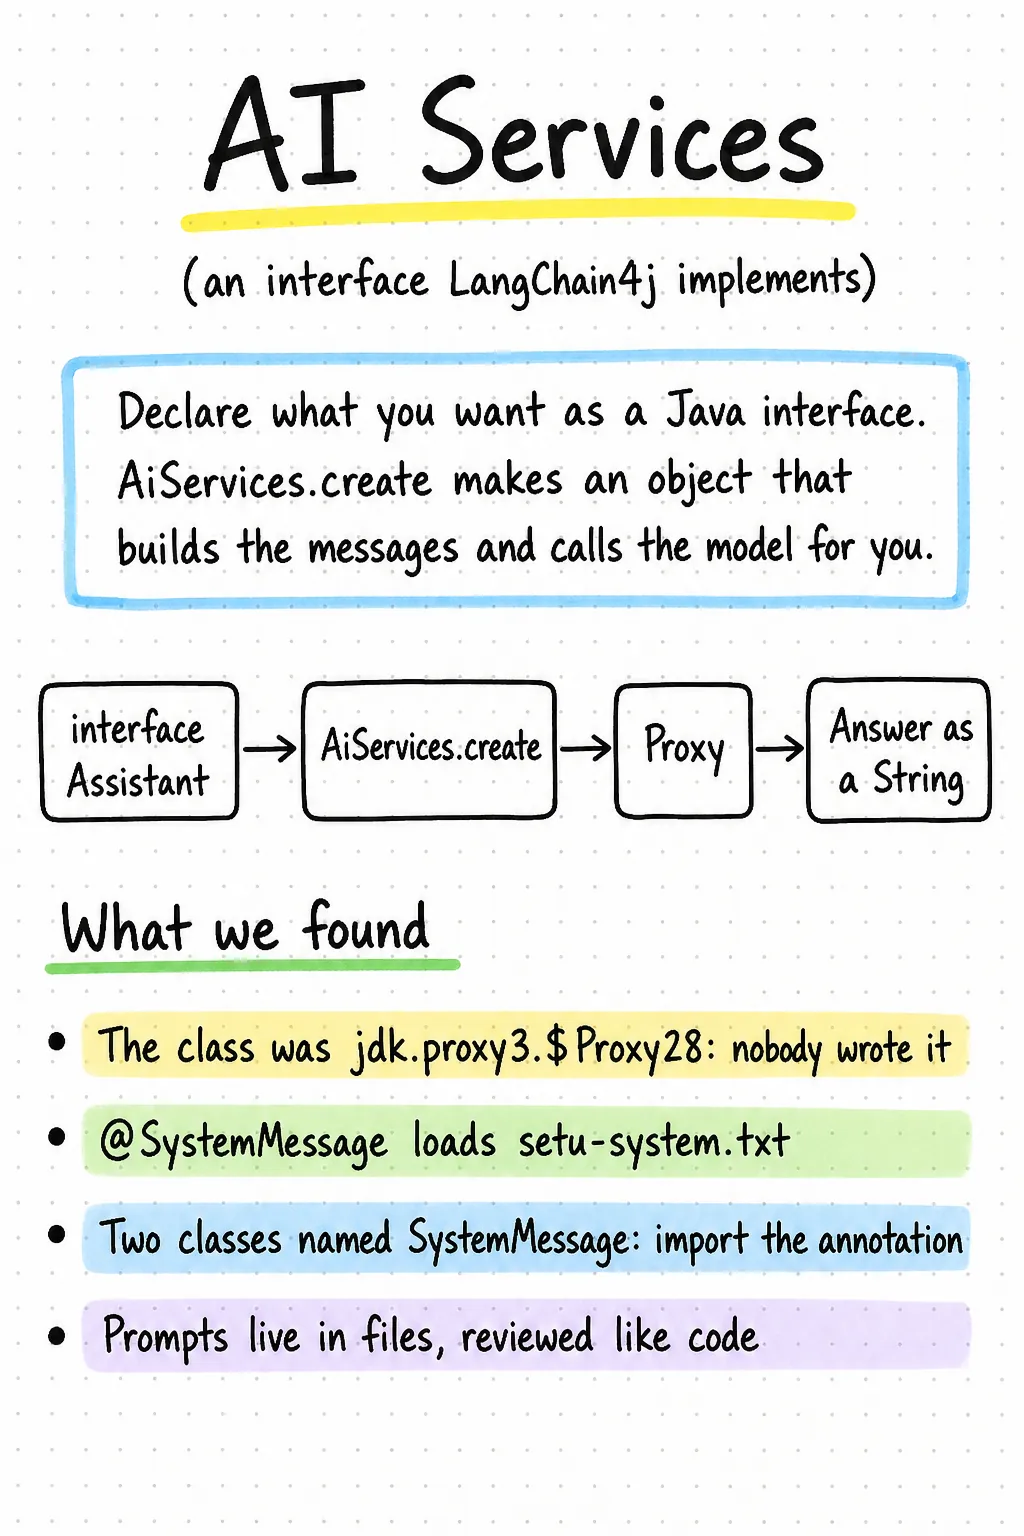 AI Services
(an interface LangChain4j implements)
Declare what you want as a Java interface.
AiServices.create makes an object that
builds the messages and calls the model for you.
interface
Assistant
AiServices.create
Proxy
Answer as
a String
What we found
• The class was jdk.proxy3.$Proxy28: nobody wrote it
• @SystemMessage loads setu-system.txt
• Two classes named SystemMessage: import the annotation
• Prompts live in files, reviewed like code